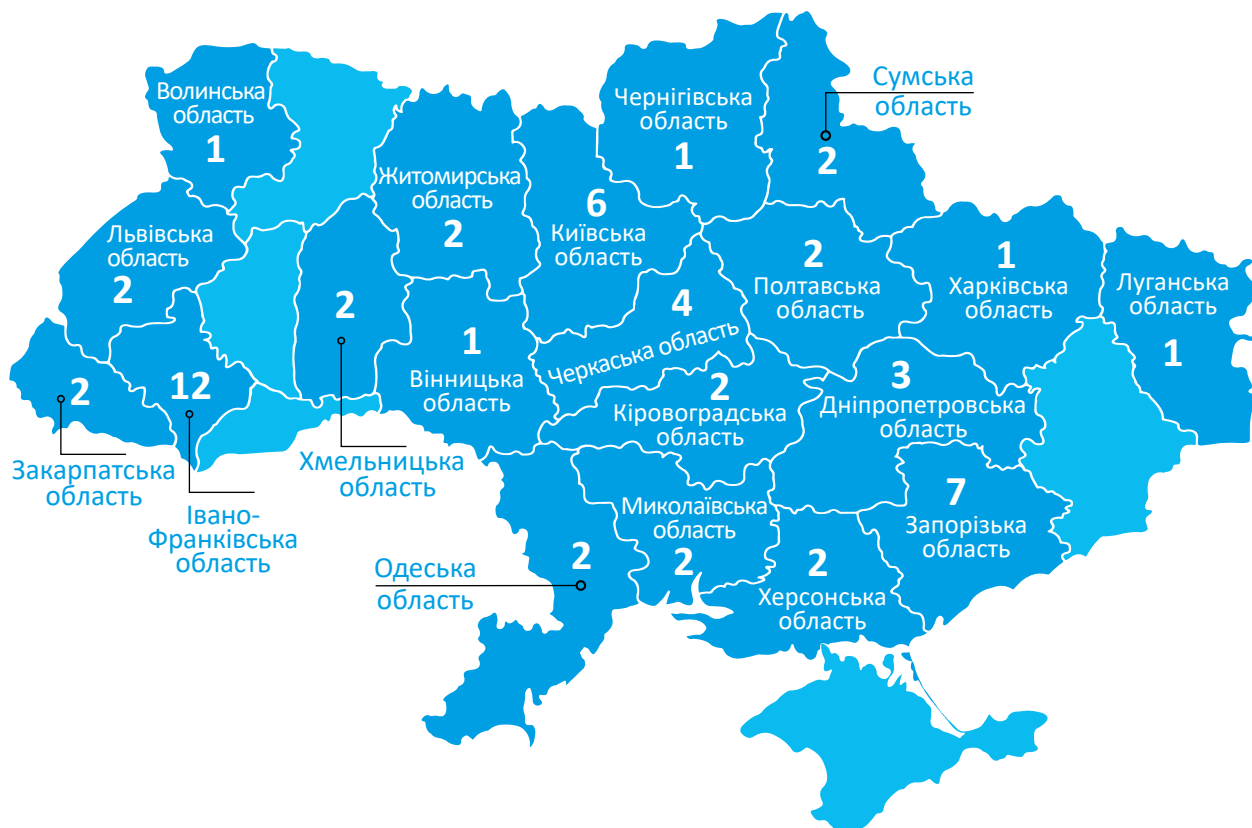 Сумська
область
2
Волинська
область
1
Чернігівська
область
1
Житомирська
область
2
6
Київська
область
Львівська
область
2
2
Полтавська
область
1
Харківська
область
Луганська
область
1
4
Черкаська область
2
Хмельницька
область
1
Вінницька
область
2
Кіровоградська
область
3
Дніпропетровська
область
2
Закарпатська
область
12
Івано-
Франківська
область
7
Запорізька
область
Миколаївська
область
2
2
Одеська
область
2
Херсонська
область